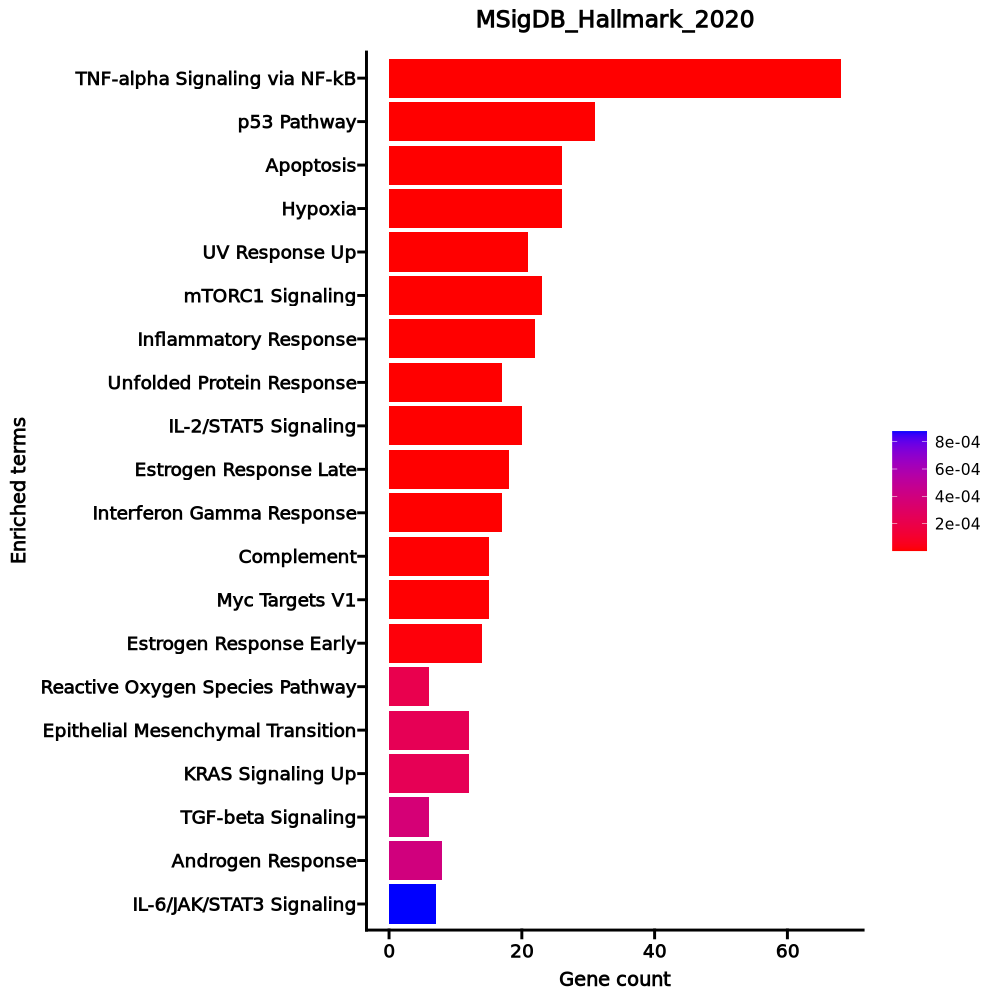 MSigDB_Hallmark_2020
TNF-alpha Signaling via NF-kB
p53 Pathway
Apoptosis
Hypoxia
UV Response Up
mTORC1 Signaling
Inflammatory Response
Unfolded Protein Response
IL-2/STAT5 Signaling
Estrogen Response Late
Interferon Gamma Response
Complement
Myc Targets V1
Estrogen Response Early
Reactive Oxygen Species Pathway
Epithelial Mesenchymal Transition
KRAS Signaling Up
TGF-beta Signaling
Androgen Response
IL-6/JAK/STAT3 Signaling
Enriched terms
0 20 40 60
Gene count
8e-04
6e-04
4e-04
2e-04